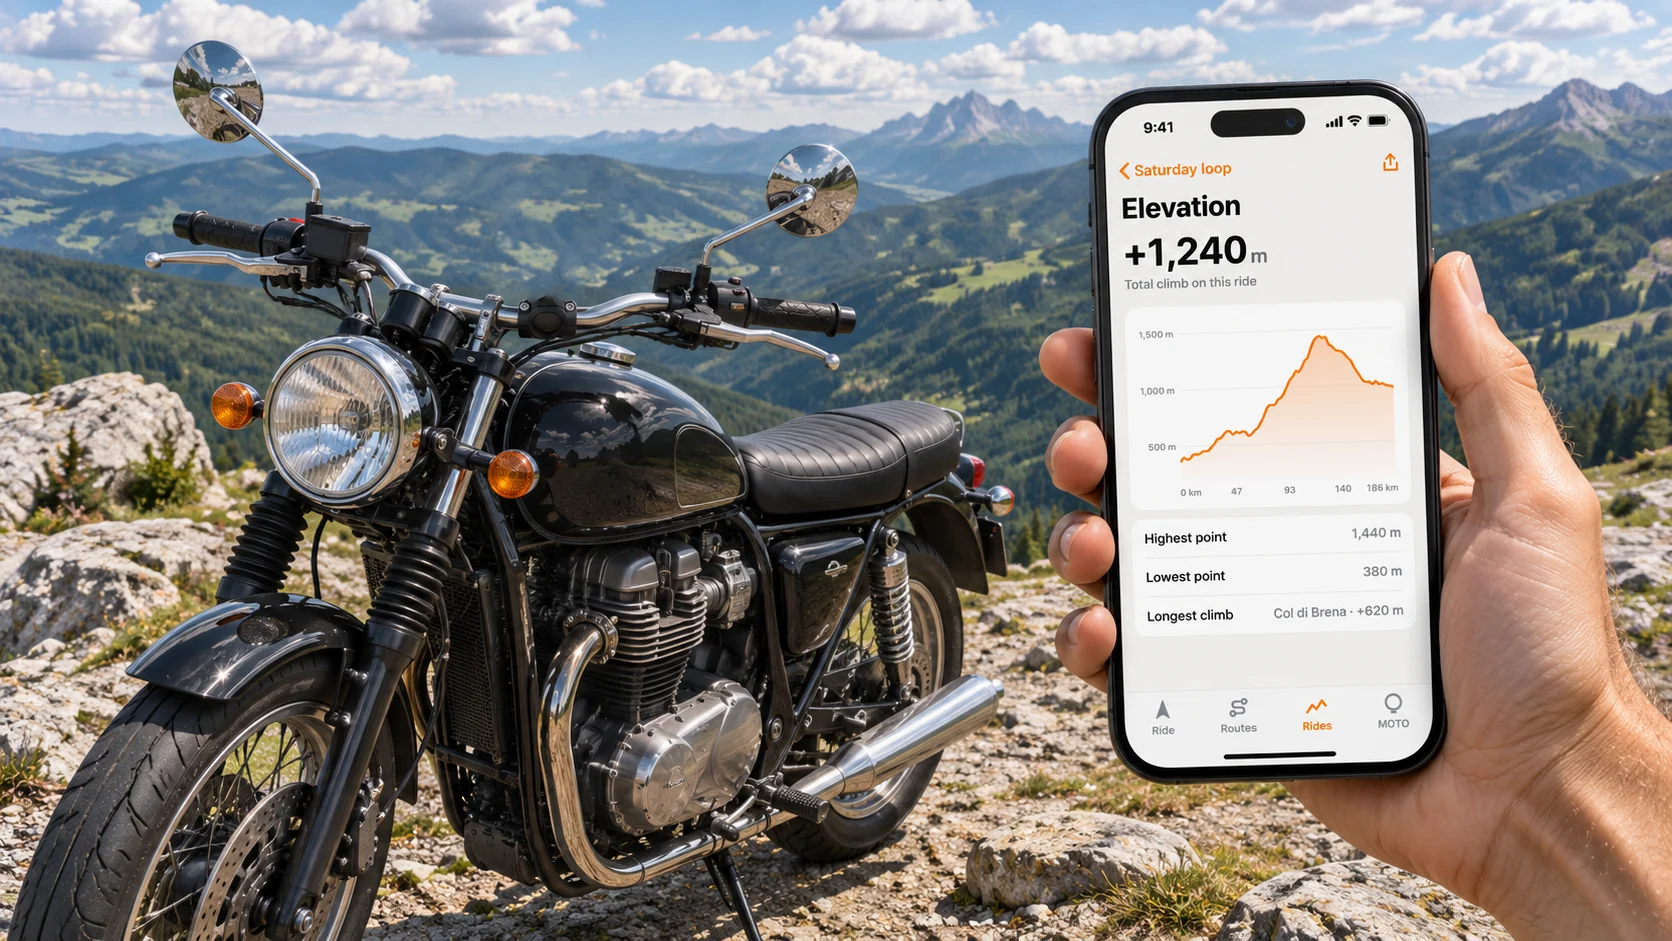 9:41
Saturday loop
Elevation
+1,240 m
Total climb on this ride
1,500 m
1,000 m
500 m
0 km 47 93 140 186 km
Highest point 1,440 m
Lowest point 380 m
Longest climb Col di Brena · +620 m
Ride Routes Rides MOTO